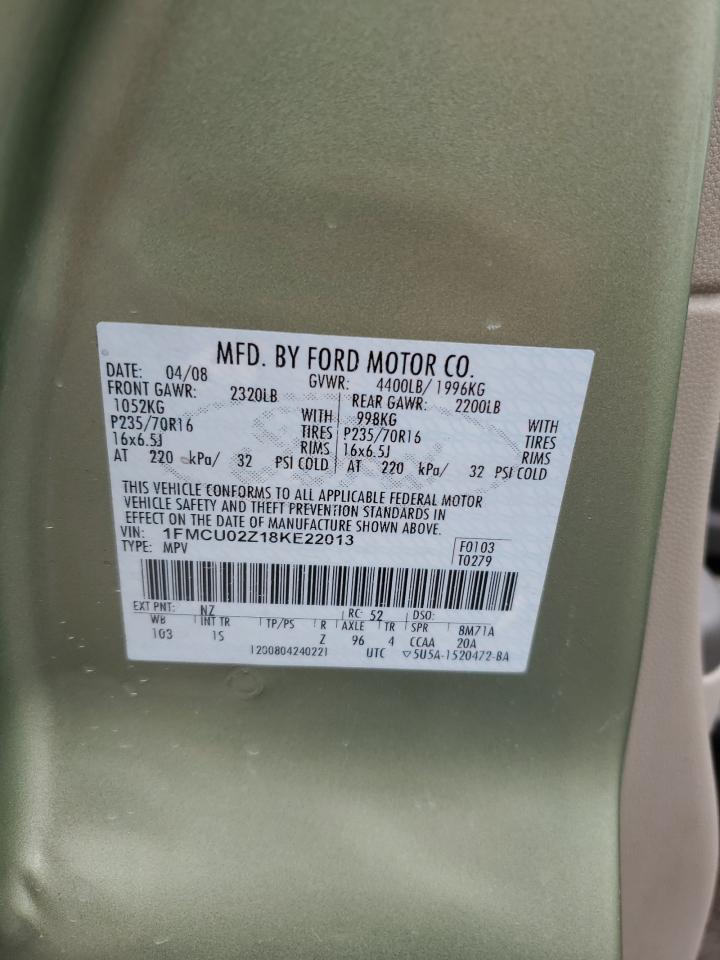 MFD. BY FORD MOTOR CO.
DATE: 04/08 GVWR: 4400LB/ 1996KG
FRONT GAWR: 2320LB REAR GAWR: 2200LB
1052KG WITH 998KG WITH
P235/70R16 TIRES P235/70R16 TIRES
16x6.5J RIMS 16x6.5J RIMS
AT 220 kPa/ 32 PSI COLD AT 220 kPa/ 32 PSI COLD
THIS VEHICLE CONFORMS TO ALL APPLICABLE FEDERAL MOTOR
VEHICLE SAFETY AND THEFT PREVENTION STANDARDS IN
EFFECT ON THE DATE OF MANUFACTURE SHOWN ABOVE.
VIN: 1FMCU02Z18KE22013 F0103
TYPE: MPV T0279
EXT PNT: NZ RC: 52 DSO:
WB INT TR TP/PS R AXLE TR SPR 8M71A
103 1S Z 96 4 CCAA 20A
1200804240221 UTC ▽5U5A-1520472-BA